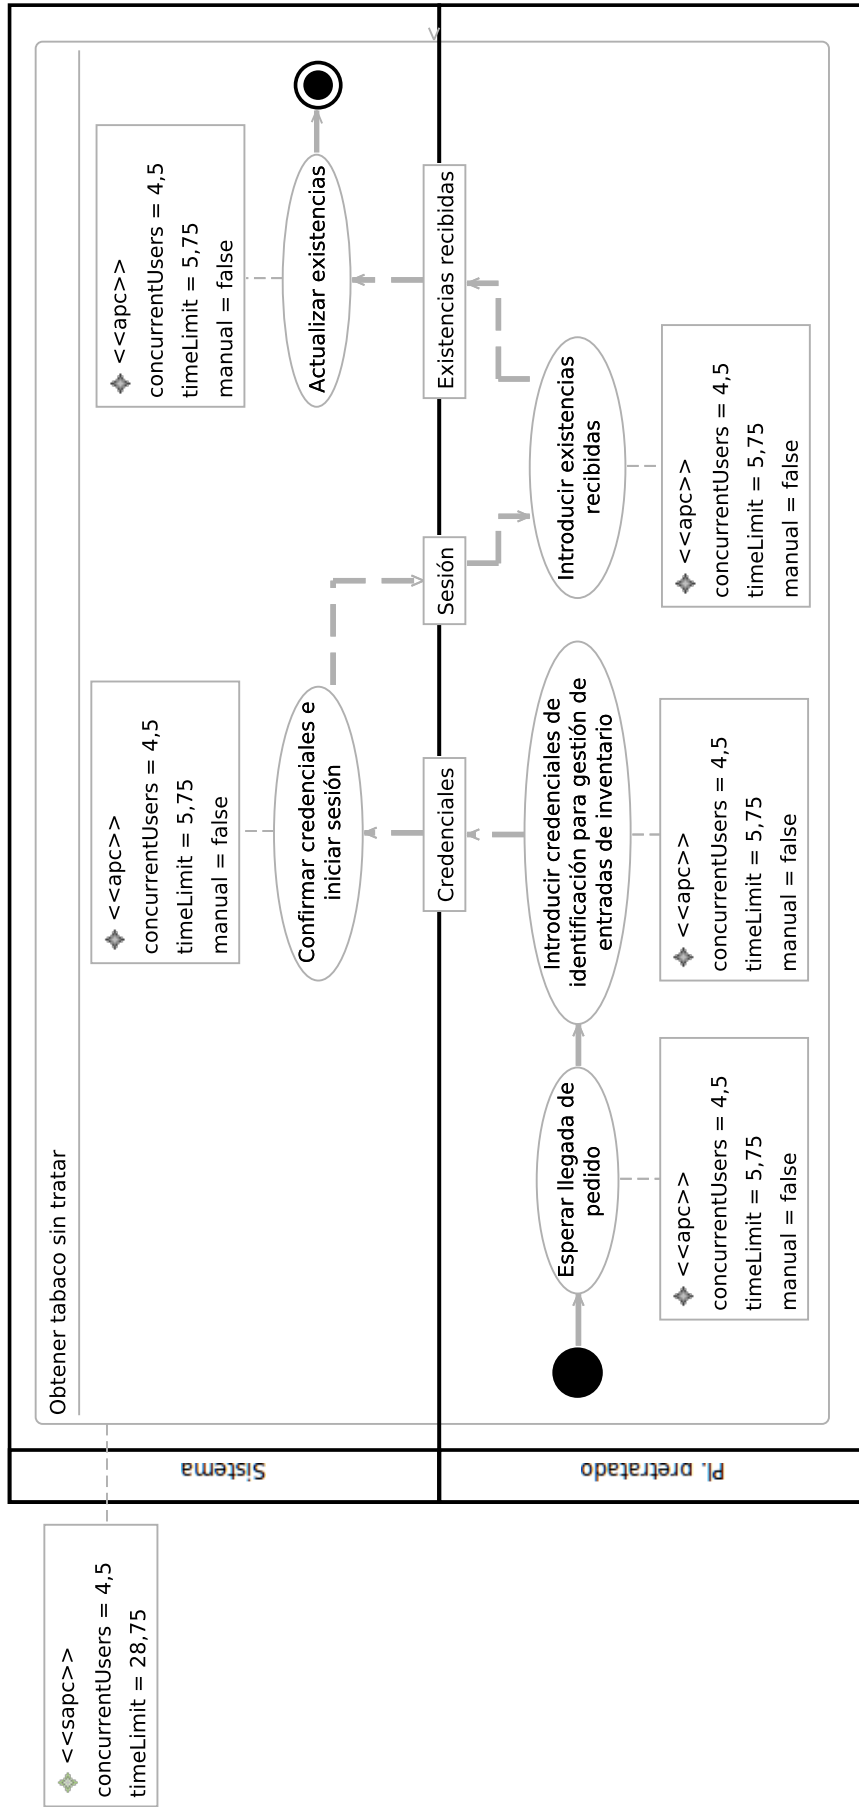 <<sapc>>
concurrentUsers = 4,5
timeLimit = 28,75
Sistema
Pl. pretratado
Obtener tabaco sin tratar
Esperar llegada de
pedido
<<apc>>
concurrentUsers = 4,5
timeLimit = 5,75
manual = false
Introducir credenciales de
identificación para gestión de
entradas de inventario
<<apc>>
concurrentUsers = 4,5
timeLimit = 5,75
manual = false
Credenciales
Confirmar credenciales e
iniciar sesión
<<apc>>
concurrentUsers = 4,5
timeLimit = 5,75
manual = false
Sesión
Introducir existencias
recibidas
<<apc>>
concurrentUsers = 4,5
timeLimit = 5,75
manual = false
Existencias recibidas
Actualizar existencias
<<apc>>
concurrentUsers = 4,5
timeLimit = 5,75
manual = false